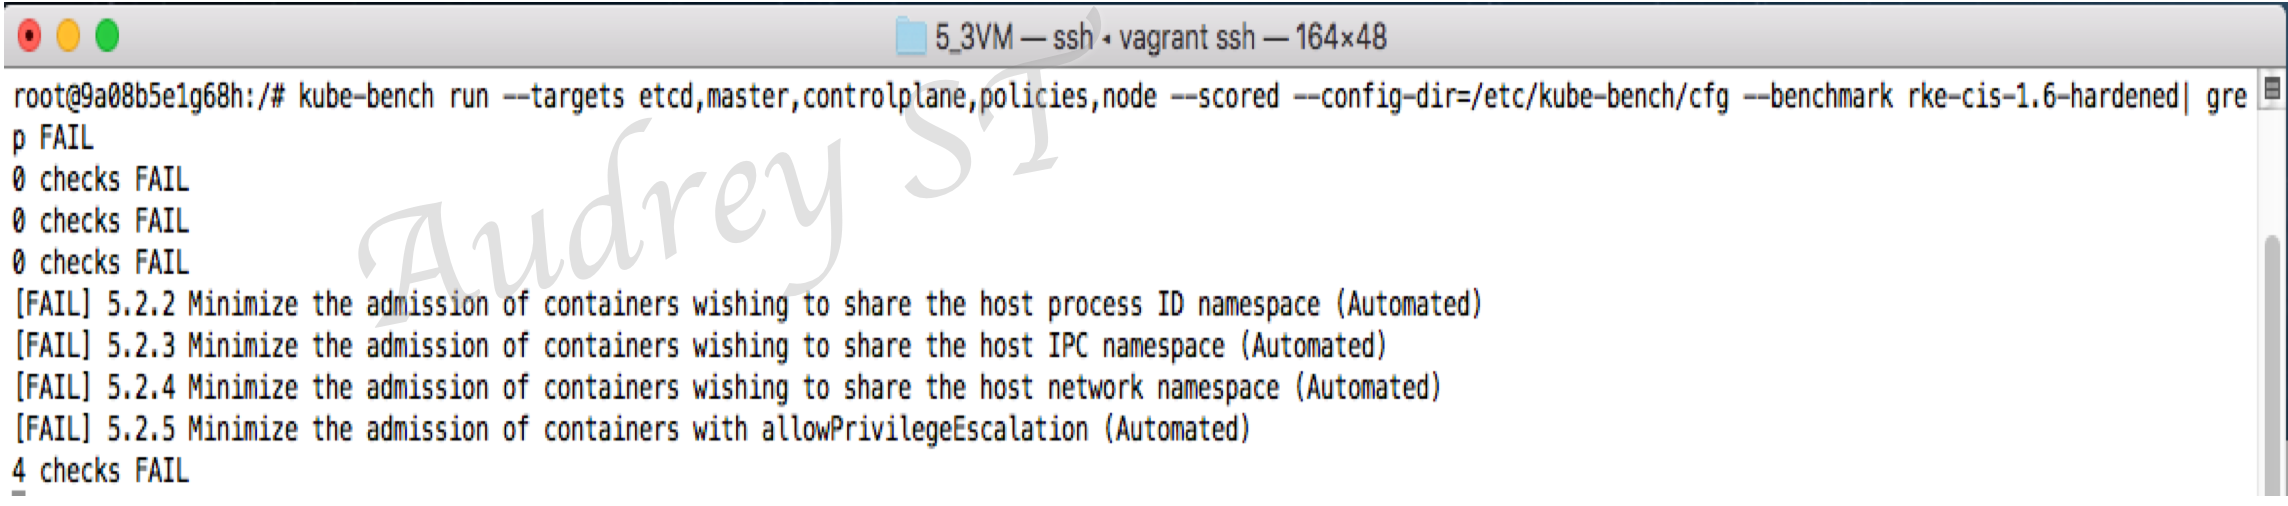 5_3VM — ssh ◂ vagrant ssh — 164×48
root@9a08b5e1g68h:/# kube-bench run --targets etcd,master,controlplane,policies,node --scored --config-dir=/etc/kube-bench/cfg --benchmark rke-cis-1.6-hardened| gre
p FAIL
0 checks FAIL
0 checks FAIL
0 checks FAIL
[FAIL] 5.2.2 Minimize the admission of containers wishing to share the host process ID namespace (Automated)
[FAIL] 5.2.3 Minimize the admission of containers wishing to share the host IPC namespace (Automated)
[FAIL] 5.2.4 Minimize the admission of containers wishing to share the host network namespace (Automated)
[FAIL] 5.2.5 Minimize the admission of containers with allowPrivilegeEscalation (Automated)
4 checks FAIL
Audrey ST